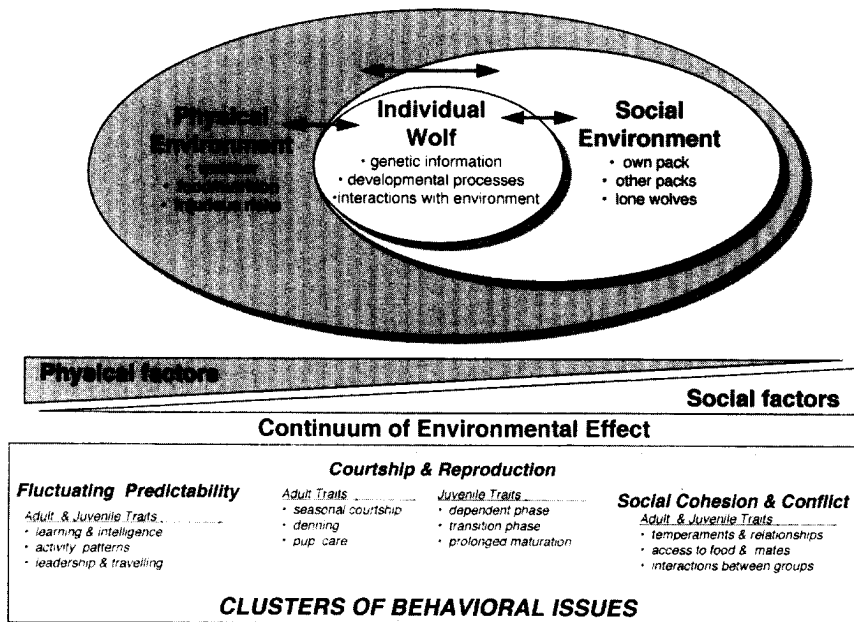 Physical
Environment
Individual
Wolf
• genetic information
• developmental processes
•interactions with environment
Social
Environment
• own pack
• other packs
• lone wolves
Physical factors
Social factors
Continuum of Environmental Effect
Courtship & Reproduction
Fluctuating Predictability
Adult & Juvenile Traits
• learning & intelligence
• activity patterns
• leadership & travelling
Adult Traits
• seasonal courtship
• denning
• pup care
Juvenile Traits
• dependent phase
• transition phase
• prolonged maturation
Social Cohesion & Conflict
Adult & Juvenile Traits
• temperaments & relationships
• access to food & mates
• interactions between groups
CLUSTERS OF BEHAVIORAL ISSUES